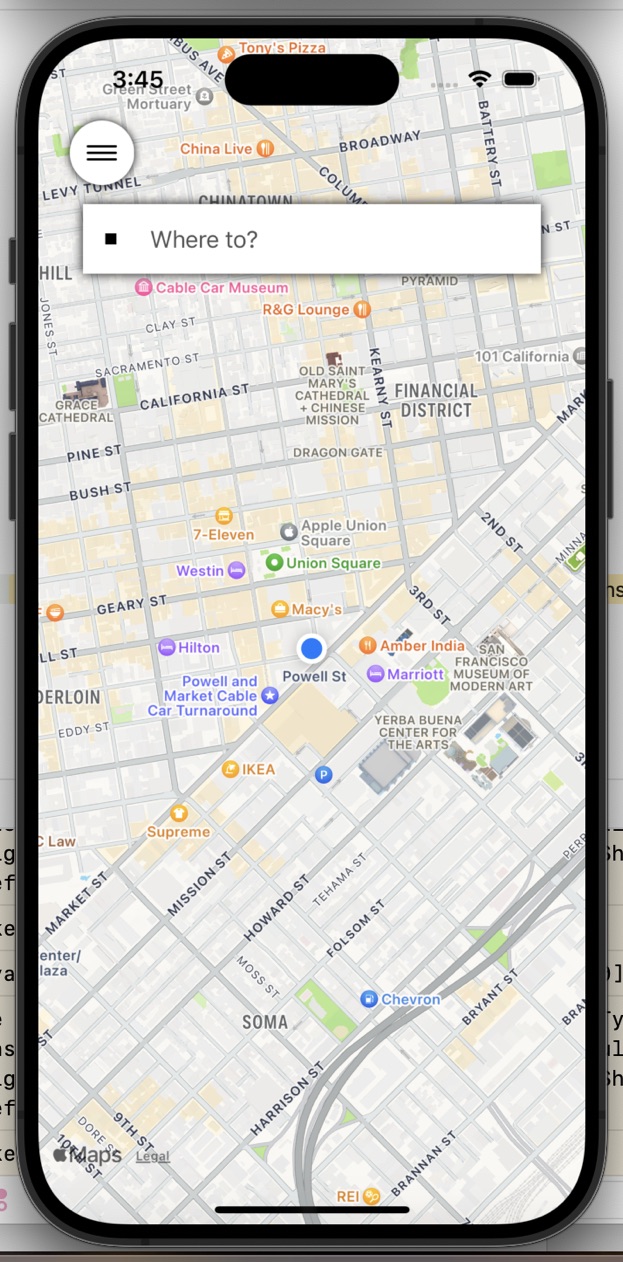 Tony's Pizza
3:45
Green Street
Mortuary
BATTERY ST
China Live
BROADWAY
LEVY TUNNEL
CHINATOWN
Where to?
N ST
HILL
Cable Car Museum
PYRAMID
JONES ST
R&G Lounge
CLAY ST
SACRAMENTO ST
KEARNY ST
101 California
OLD SAINT
MARY'S
CATHEDRAL
+ CHINESE
MISSION
GRACE
CATHEDRAL
CALIFORNIA ST
FINANCIAL
DISTRICT
PINE ST
DRAGON GATE
BUSH ST
7-Eleven
Apple Union
Square
2ND ST
Westin
Union Square
GEARY ST
Macy's
3RD ST
LL ST
Hilton
Amber India
SAN
FRANCISCO
MUSEUM OF
MODERN ART
Powell St
Marriott
Powell and
Market Cable
Car Turnaround
DERLOIN
EDDY ST
YERBA BUENA
CENTER FOR
THE ARTS
IKEA
P
Supreme
C Law
MARKET ST
MISSION ST
HOWARD ST
TEHAMA ST
FOLSOM ST
enter/
laza
MOSS ST
Chevron
BRYANT ST
SOMA
HARRISON ST
9TH ST
DORE ST
10TH ST
Maps
Legal
BRANNAN ST
REI